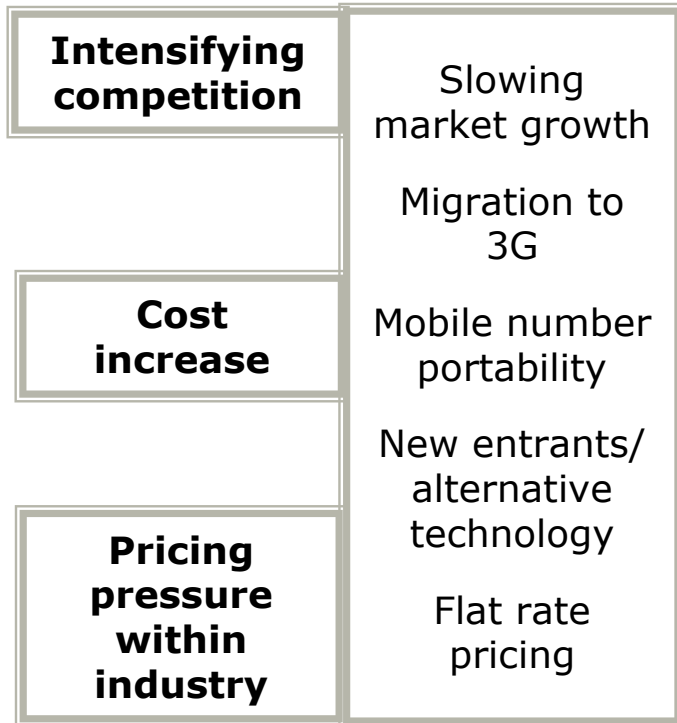 Intensifying
competition
Cost
increase
Pricing
pressure
within
industry
Slowing
market growth
Migration to
3G
Mobile number
portability
New entrants/
alternative
technology
Flat rate
pricing